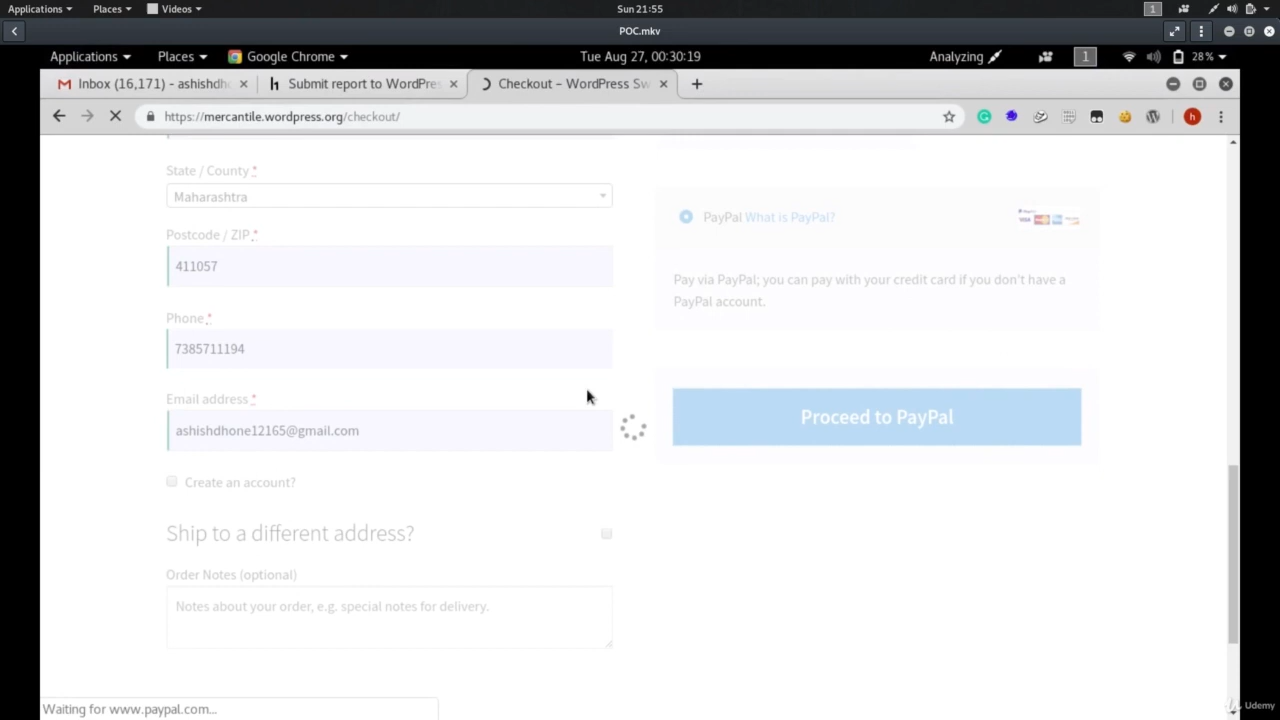 Applications Places Videos Sun 21:55 1
POC.mkv
Applications Places Google Chrome Tue Aug 27, 00:30:19 Analyzing 1 28%
Inbox (16,171) - ashishdh Submit report to WordPres Checkout – WordPress Sw
https://mercantile.wordpress.org/checkout/ h
State / County *
Maharashtra
PayPal What is PayPal?
Postcode / ZIP *
411057
Pay via PayPal; you can pay with your credit card if you don't have a
PayPal account.
Phone *
7385711194
Email address *
Proceed to PayPal
ashishdhone12165@gmail.com
Create an account?
Ship to a different address?
Order Notes (optional)
Notes about your order, e.g. special notes for delivery.
Waiting for www.paypal.com...
Udemy